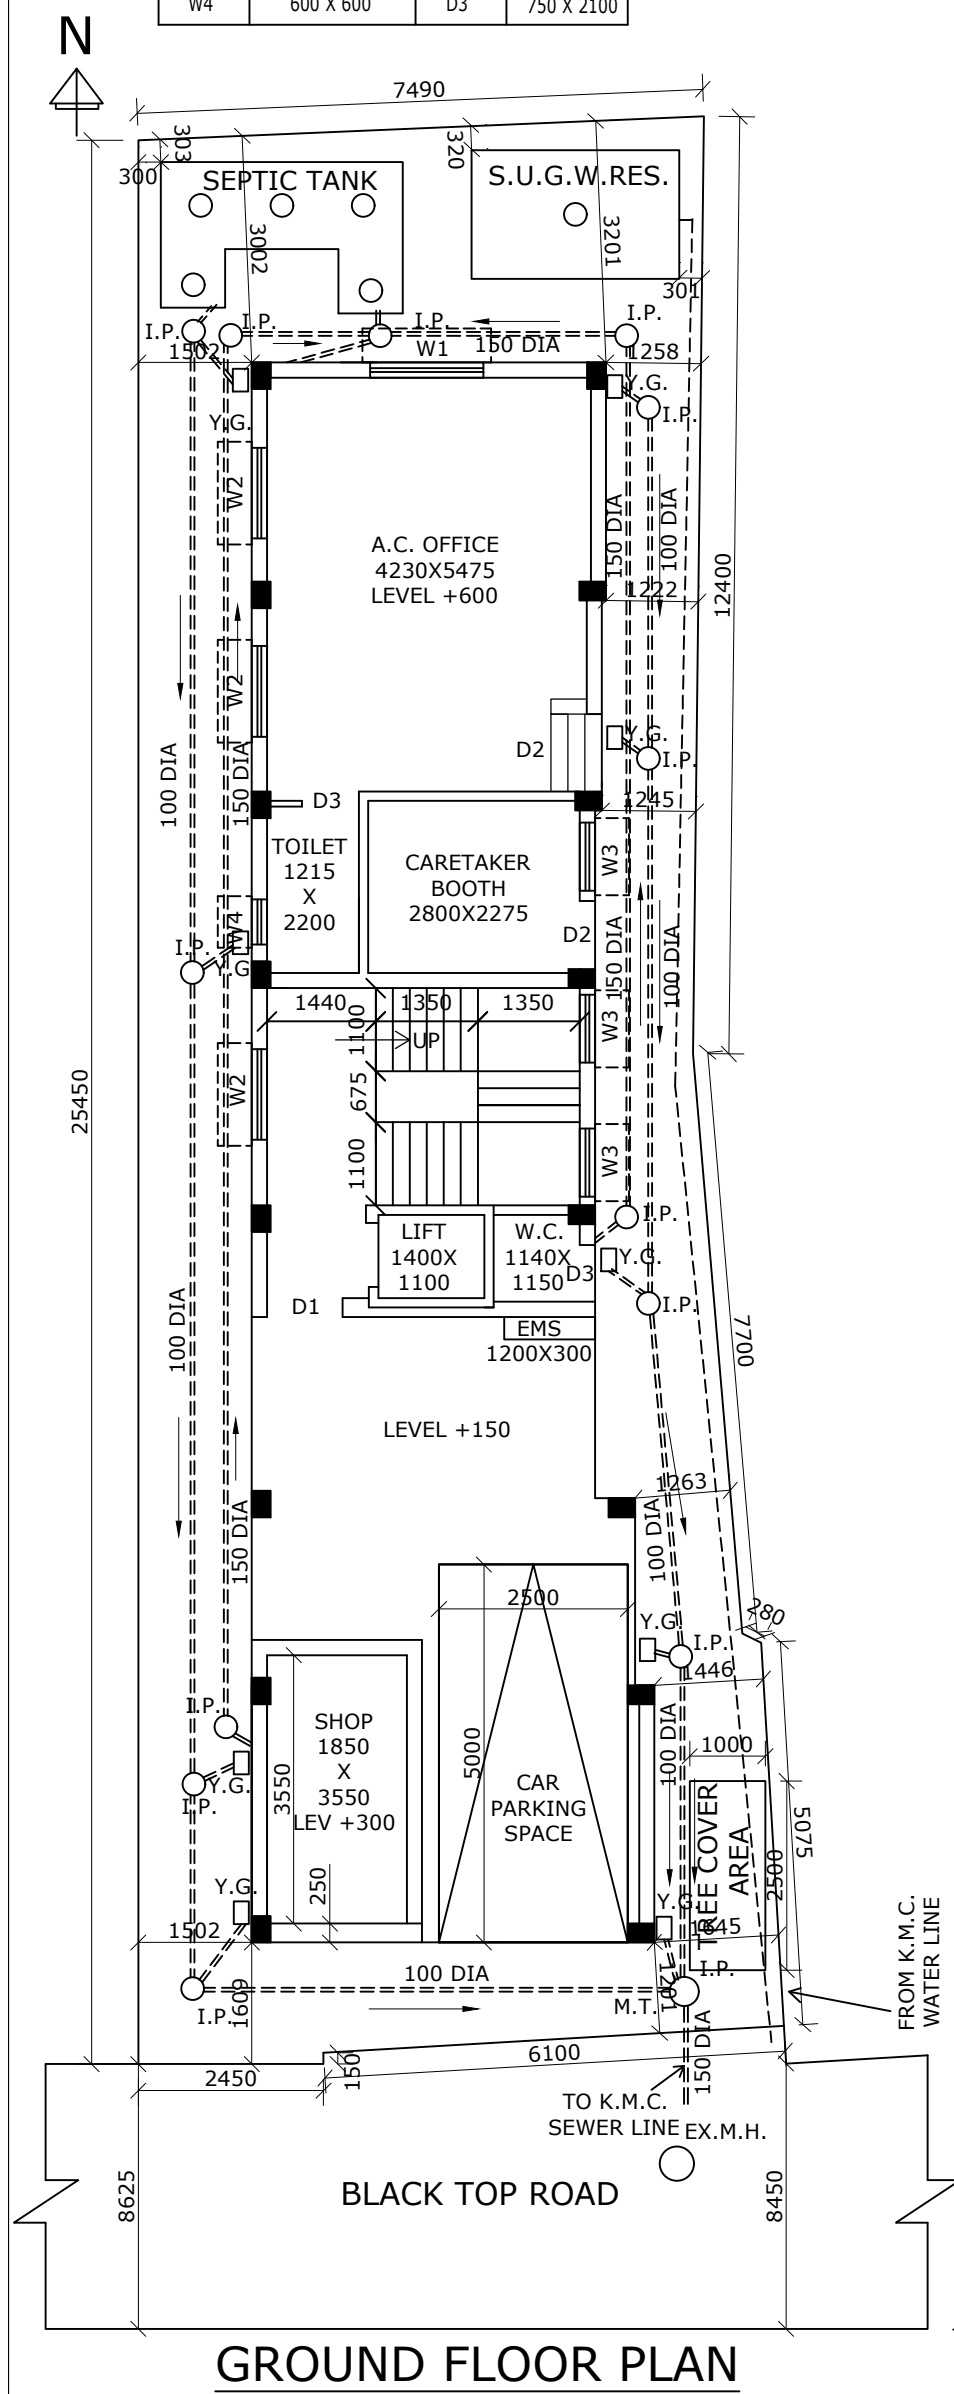 W4 600 X 600 D3 750 X 2100
N
7490
303
320
300
SEPTIC TANK
S.U.G.W.RES.
3002
3201
301
I.P.
I.P.
I.P.
I.P.
1502
W1
150 DIA
1258
Y.G.
Y.G.
I.P.
W2
150 DIA
100 DIA
A.C. OFFICE
4230X5475
LEVEL +600
1222
12400
W2
D2
Y.G.
I.P.
100 DIA
150 DIA
D3
1245
TOILET
1215
X
2200
CARETAKER
BOOTH
2800X2275
W3
W4
D2
I.P.
Y.G
150 DIA
100 DIA
1440
1350
1350
1100
UP
W3
675
W2
25450
1100
W3
I.P.
LIFT
1400X
1100
W.C.
1140X
1150
D3
Y.G.
D1
I.P.
EMS
1200X300
100 DIA
7700
LEVEL +150
1263
150 DIA
100 DIA
2500
280
Y.G.
I.P.
1446
I.P.
SHOP
1850
X
3550
LEV +300
3550
5000
100 DIA
1000
CAR
PARKING
SPACE
Y.G.
I.P.
TREE COVER
AREA
2500
5075
250
Y.G.
Y.G.
1502
1645
100 DIA
I.P.
I.P.
1609
M.T.
1201
FROM K.M.C.
WATER LINE
150
6100
150 DIA
2450
TO K.M.C.
SEWER LINE
EX.M.H.
8625
BLACK TOP ROAD
8450
GROUND FLOOR PLAN